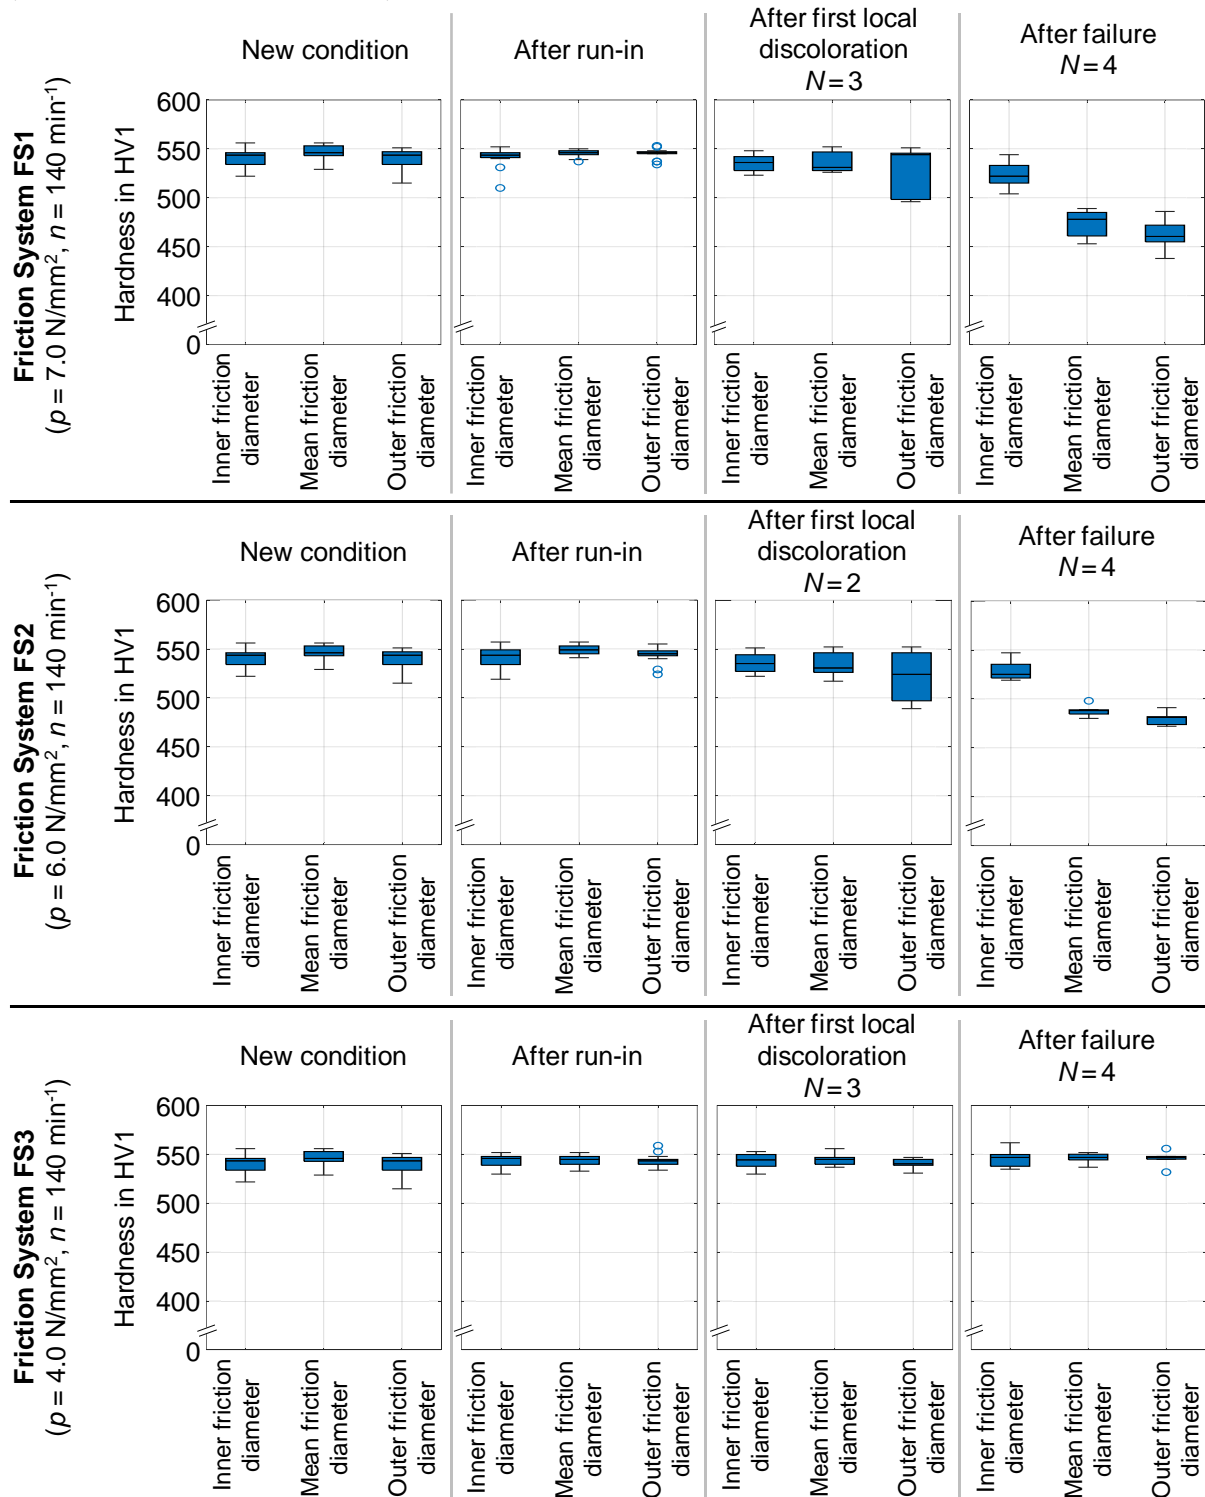 Friction System FS1
(p = 7.0 N/mm², n = 140 min⁻¹)
New condition
After run-in
After first local
discoloration
N = 3
After failure
N = 4
Hardness in HV1
600
550
500
450
400
0
Inner friction
diameter
Mean friction
diameter
Outer friction
diameter
Inner friction
diameter
Mean friction
diameter
Outer friction
diameter
Inner friction
diameter
Mean friction
diameter
Outer friction
diameter
Inner friction
diameter
Mean friction
diameter
Outer friction
diameter
Friction System FS2
(p = 6.0 N/mm², n = 140 min⁻¹)
New condition
After run-in
After first local
discoloration
N = 2
After failure
N = 4
Hardness in HV1
600
550
500
450
400
0
Inner friction
diameter
Mean friction
diameter
Outer friction
diameter
Inner friction
diameter
Mean friction
diameter
Outer friction
diameter
Inner friction
diameter
Mean friction
diameter
Outer friction
diameter
Inner friction
diameter
Mean friction
diameter
Outer friction
diameter
Friction System FS3
(p = 4.0 N/mm², n = 140 min⁻¹)
New condition
After run-in
After first local
discoloration
N = 3
After failure
N = 4
Hardness in HV1
600
550
500
450
400
0
Inner friction
diameter
Mean friction
diameter
Outer friction
diameter
Inner friction
diameter
Mean friction
diameter
Outer friction
diameter
Inner friction
diameter
Mean friction
diameter
Outer friction
diameter
Inner friction
diameter
Mean friction
diameter
Outer friction
diameter